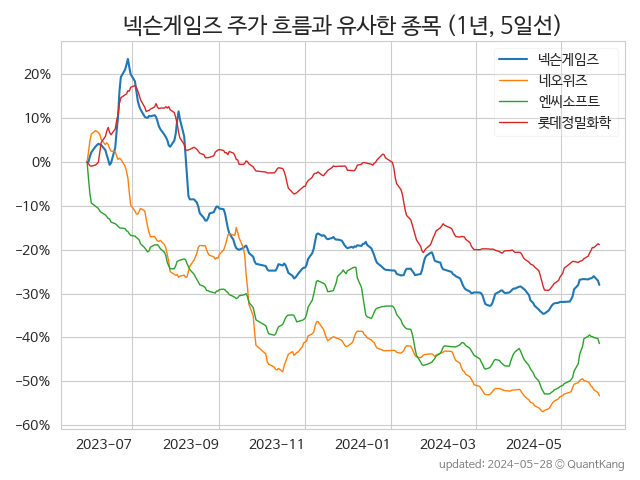 넥슨게임즈 주가 흐름과 유사한 종목 (1년, 5일선)
넥슨게임즈
네오위즈
엔씨소프트
롯데정밀화학
20%
10%
0%
−10%
−20%
−30%
−40%
−50%
−60%
2023-07
2023-09
2023-11
2024-01
2024-03
2024-05
updated: 2024-05-28 © QuantKang